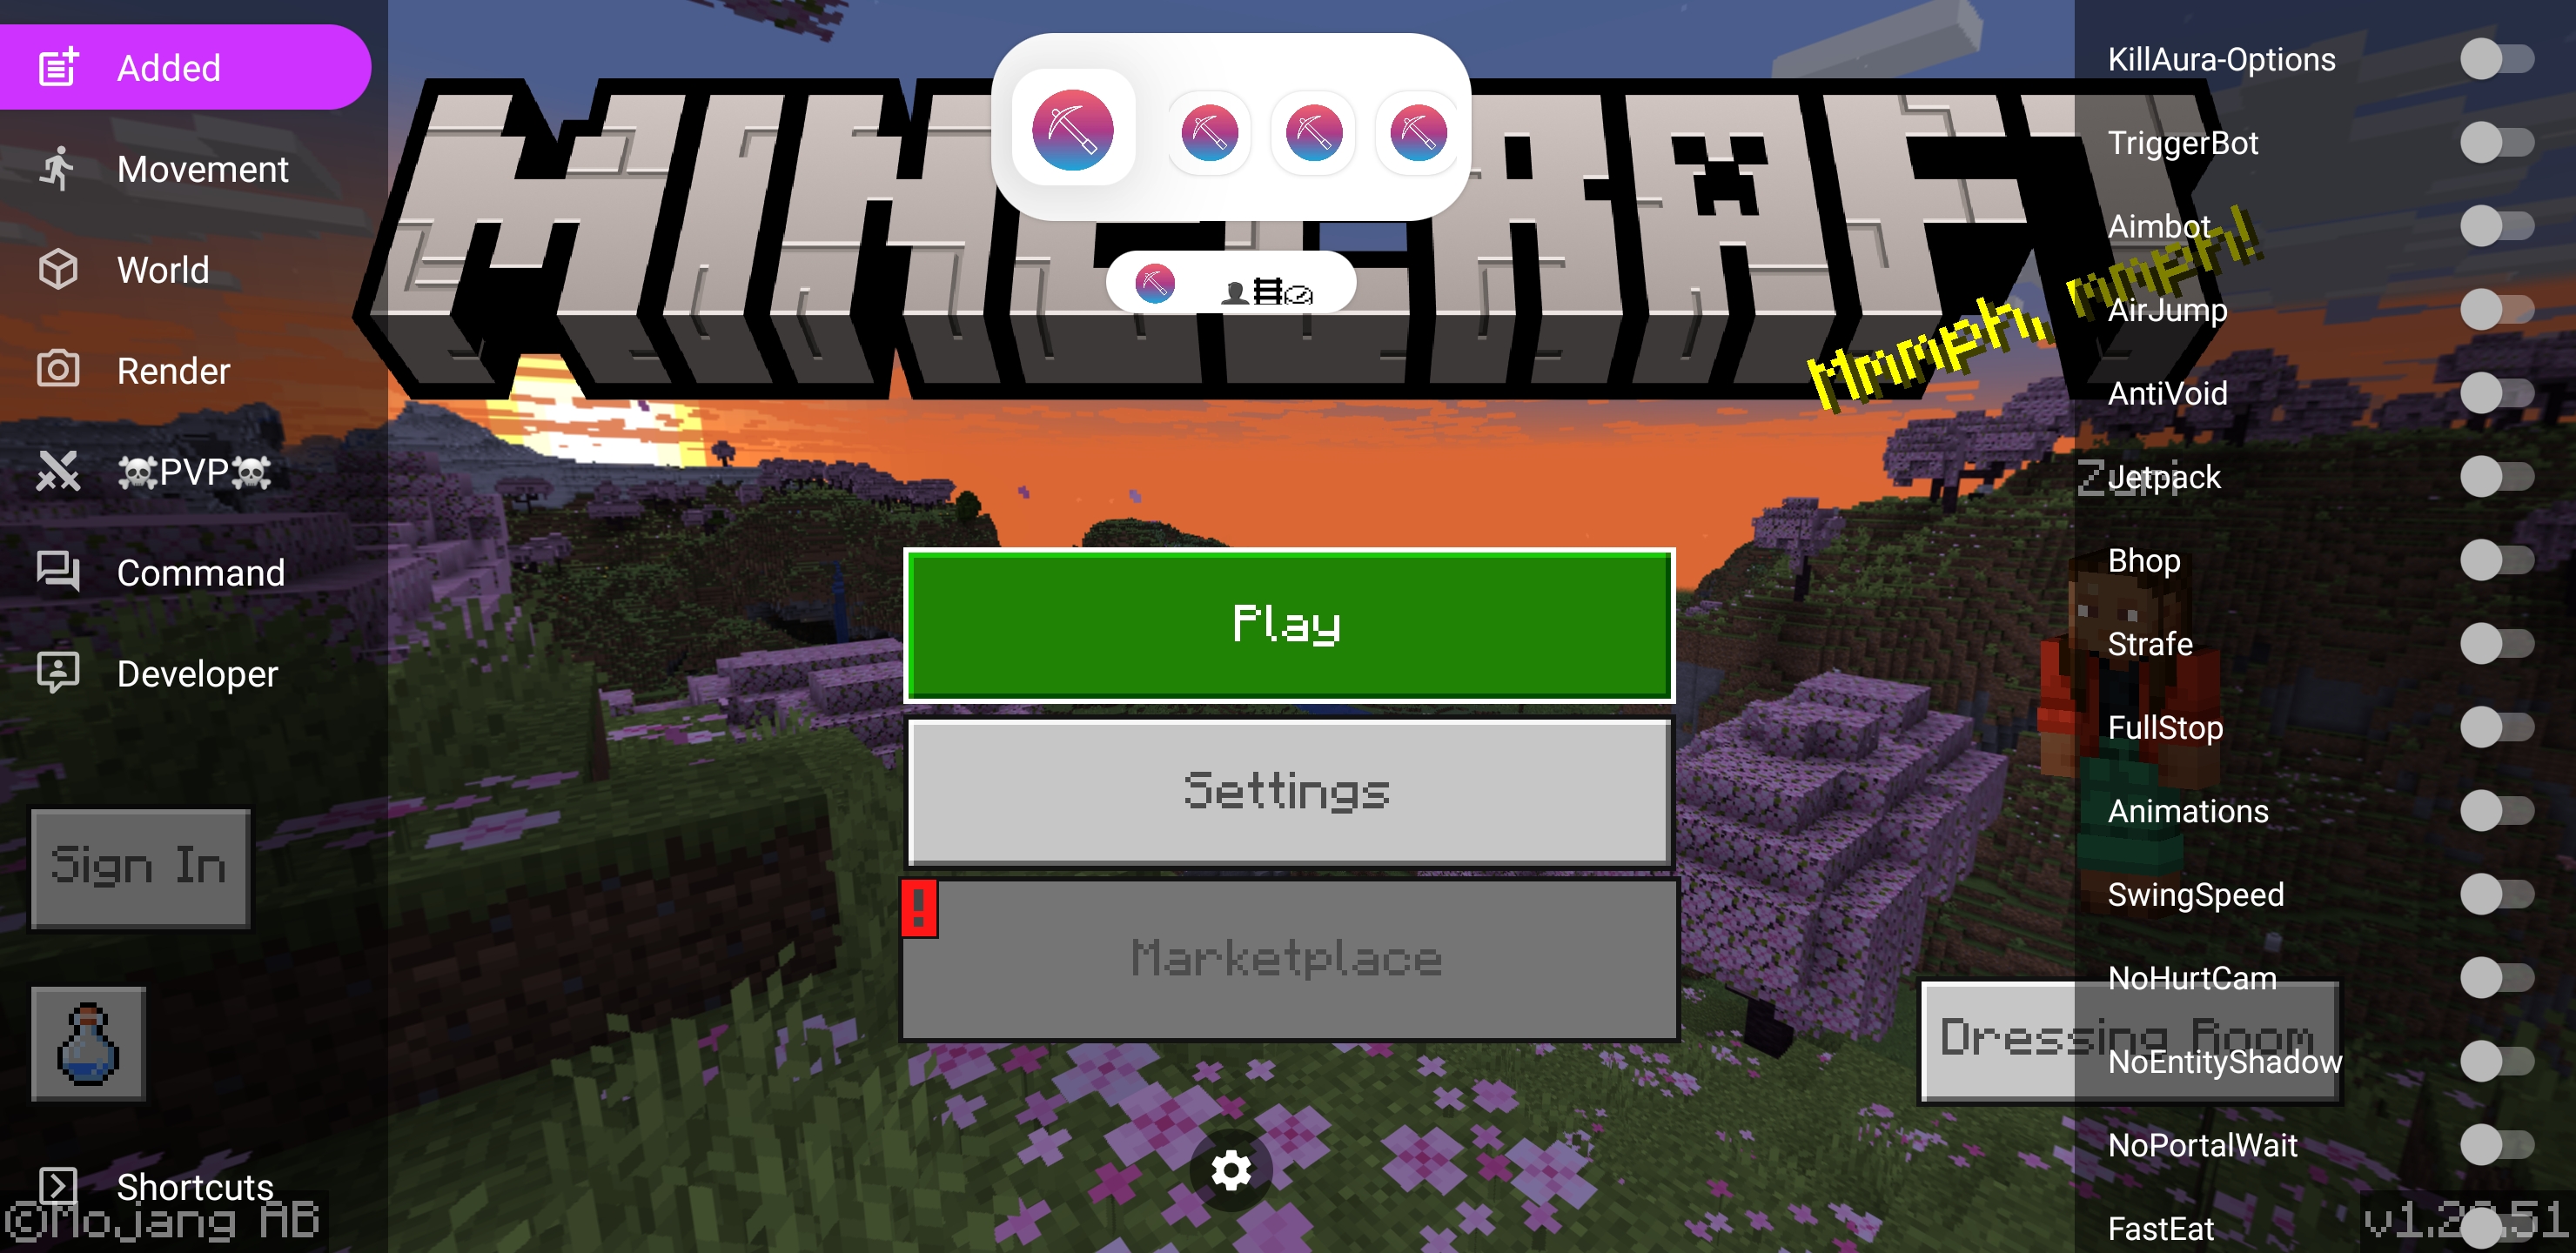 Added
Movement
World
Render
☠PVP☠
Command
Developer
Sign In
Shortcuts
©Mojang AB
MINECRAFT
Mmmph, mmph!
Play
Settings
!
Marketplace
KillAura-Options
TriggerBot
Aimbot
AirJump
AntiVoid
Zuri
Jetpack
Bhop
Strafe
FullStop
Animations
SwingSpeed
NoHurtCam
Dressing Room
NoEntityShadow
NoPortalWait
FastEat